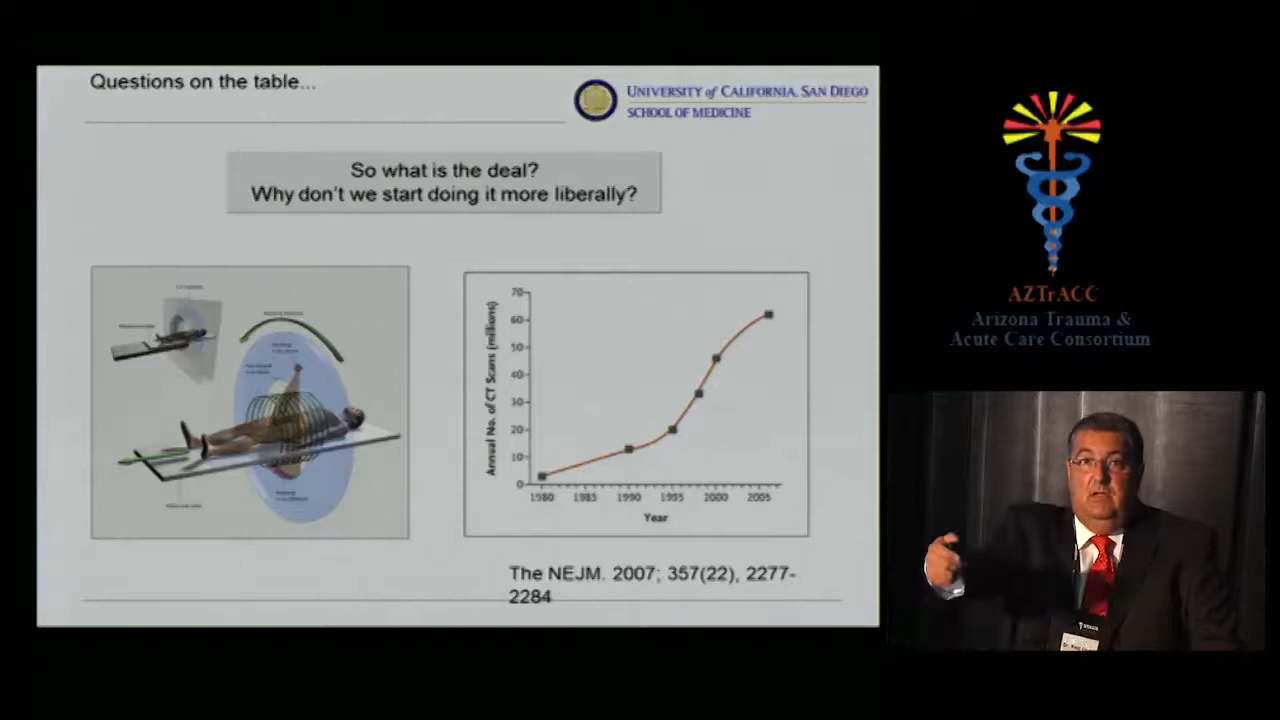 Questions on the table...
UNIVERSITY of CALIFORNIA, SAN DIEGO
SCHOOL OF MEDICINE
So what is the deal?
Why don't we start doing it more liberally?
Annual No. of CT Scans (millions)
70
60
50
40
30
20
10
0
1980 1985 1990 1995 2000 2005
Year
The NEJM. 2007; 357(22), 2277-
2284
AZTrACC
Arizona Trauma &
Acute Care Consortium